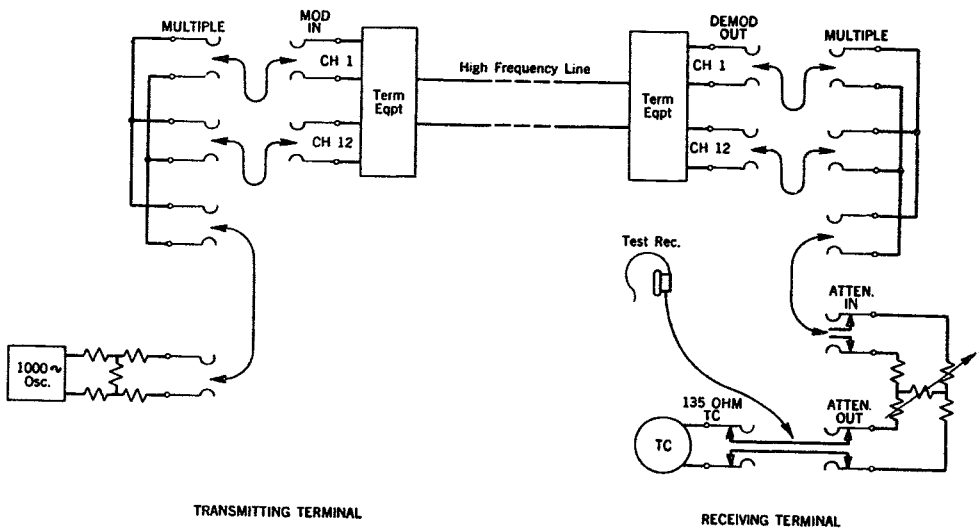 MULTIPLE
MOD
IN
CH 1
CH 12
Term
Eqpt
High Frequency Line
Term
Eqpt
DEMOD
OUT
CH 1
CH 12
MULTIPLE
Test Rec.
ATTEN.
IN
1000~
Osc.
135 OHM
TC
TC
ATTEN.
OUT
TRANSMITTING TERMINAL
RECEIVING TERMINAL